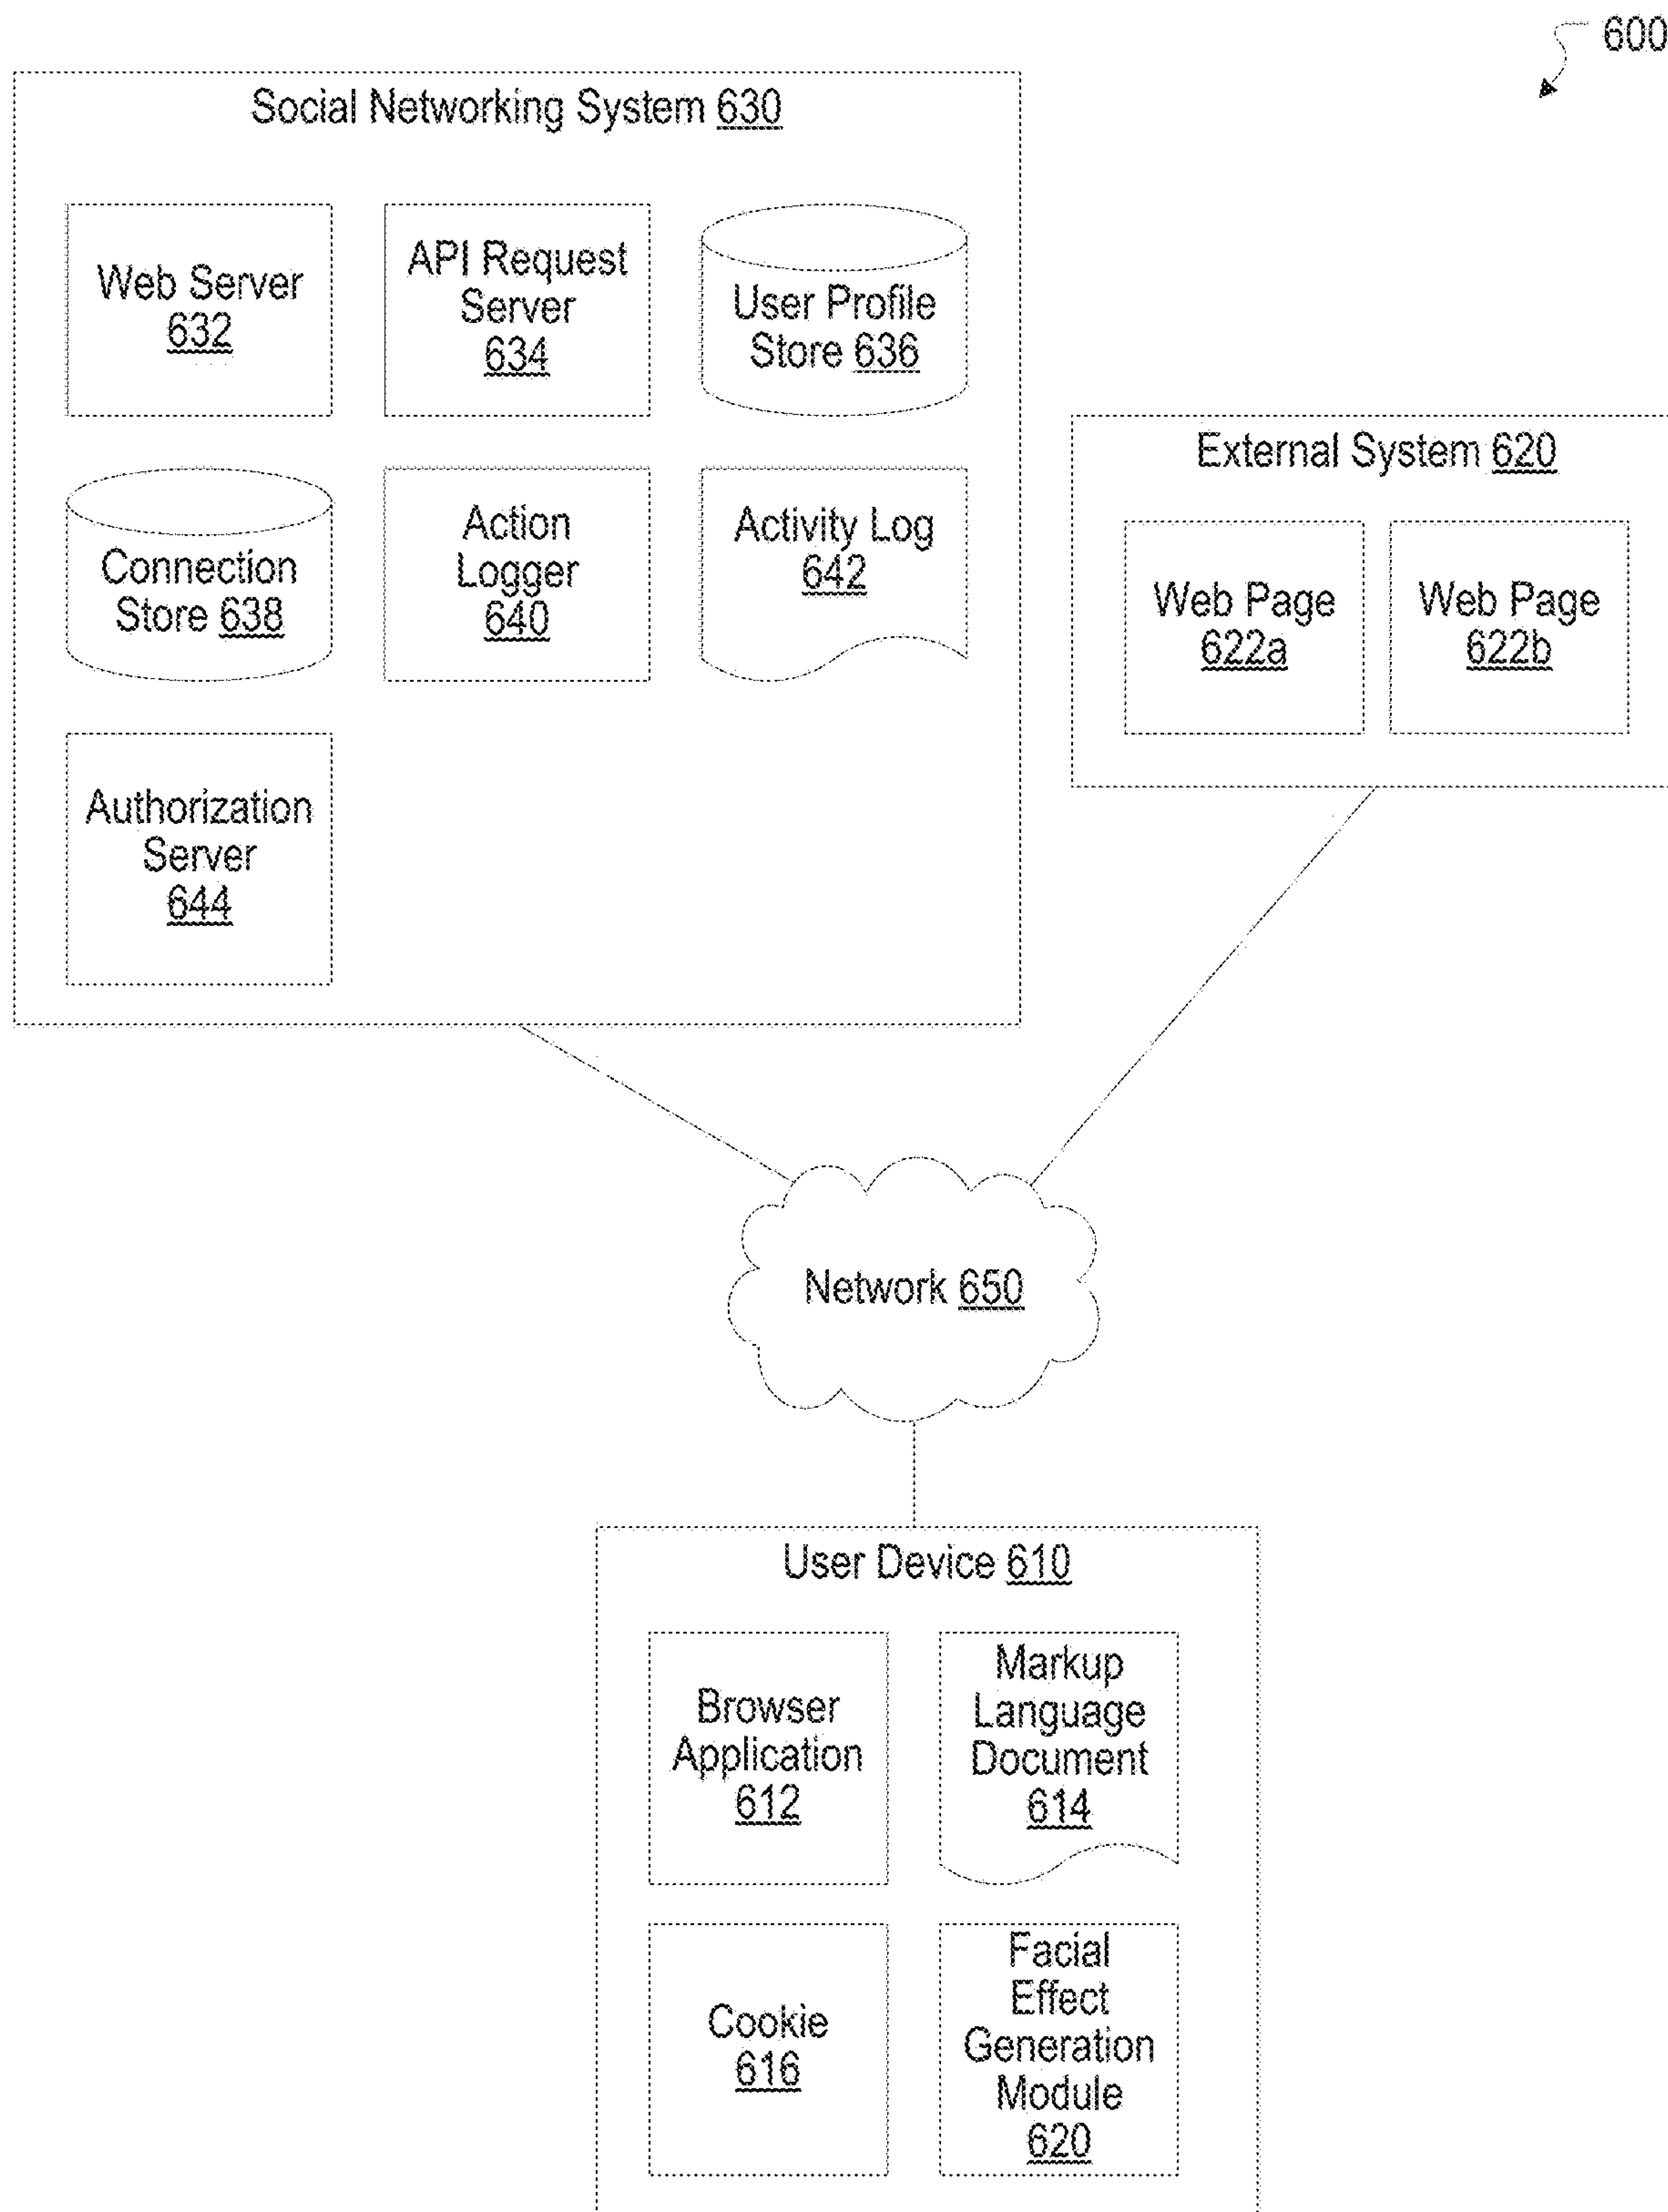 600
Social Networking System 630
Web Server
632
API Request
Server
634
User Profile
Store 636
Connection
Store 638
Action
Logger
640
Activity Log
642
Authorization
Server
644
External System 620
Web Page
622a
Web Page
622b
Network 650
User Device 610
Browser
Application
612
Markup
Language
Document
614
Cookie
616
Facial
Effect
Generation
Module
620